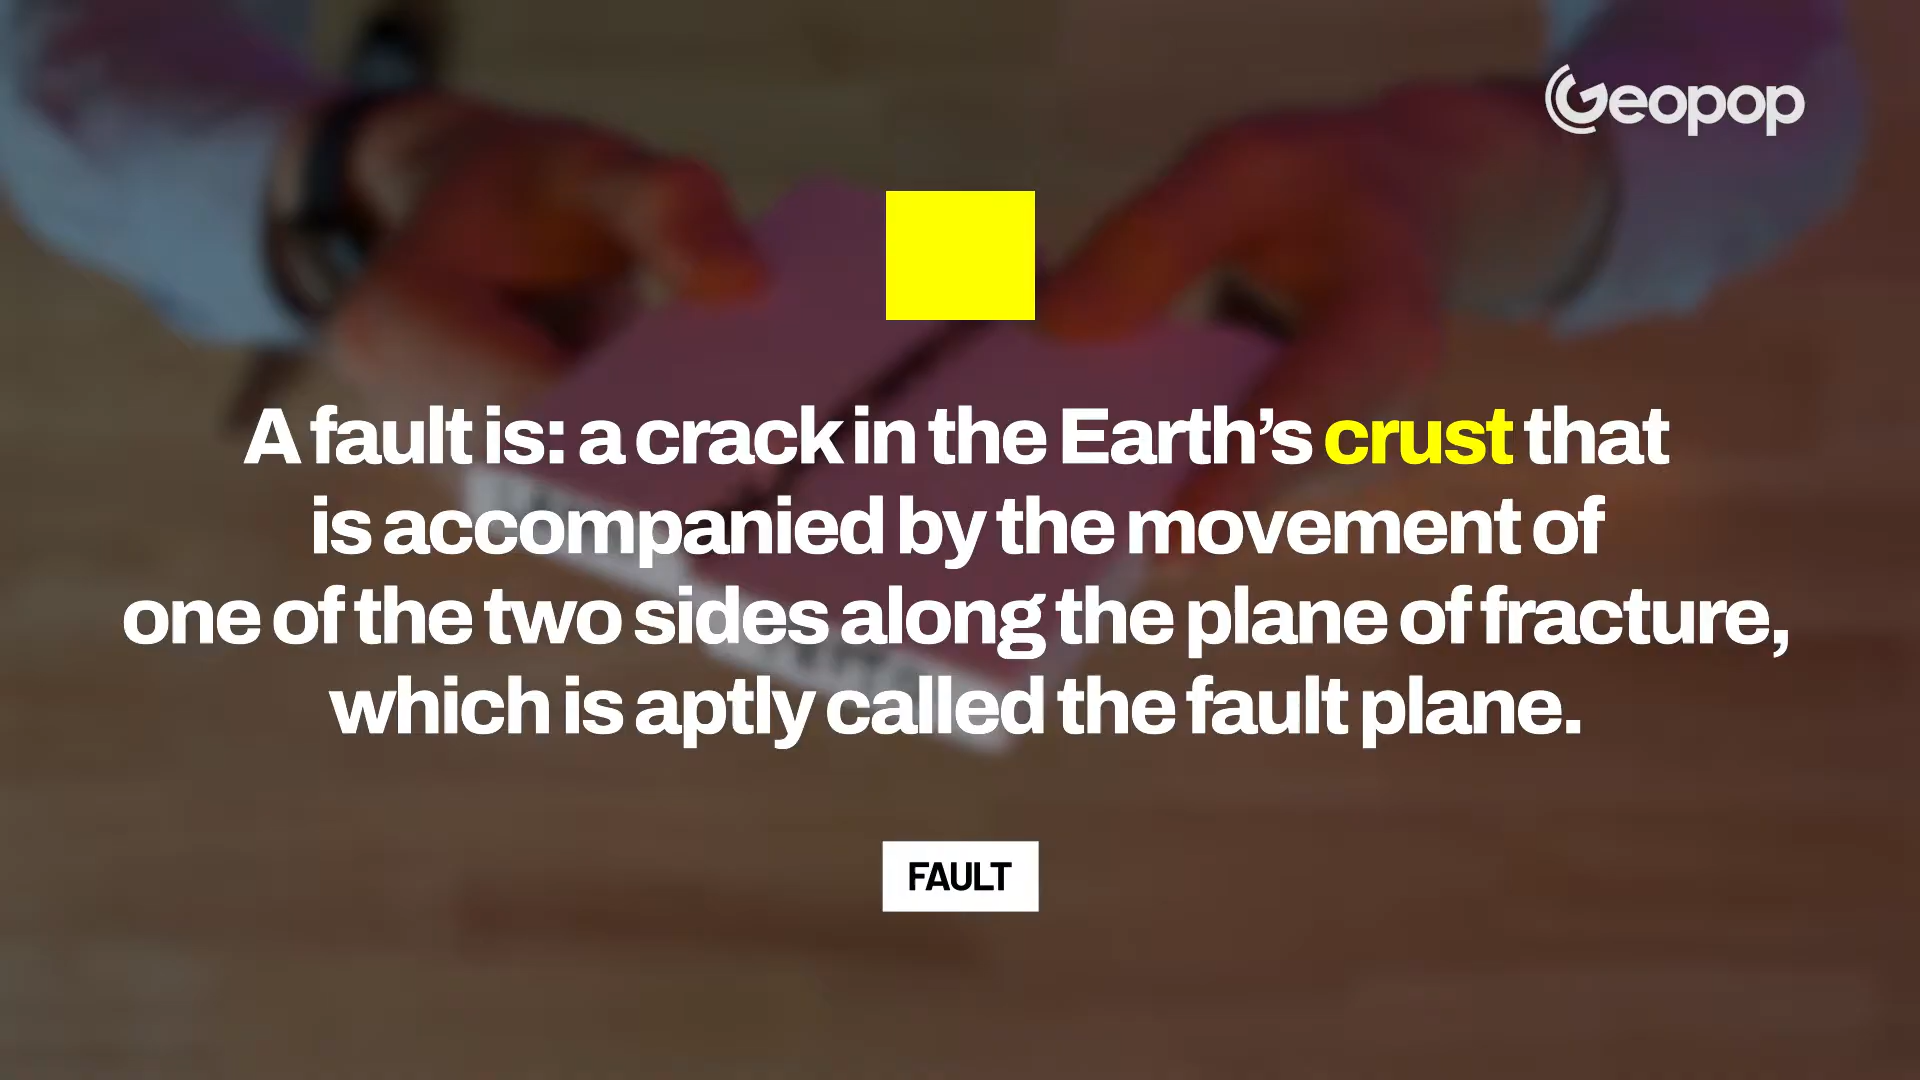 Geopop
A fault is: a crack in the Earth’s crust that
is accompanied by the movement of
one of the two sides along the plane of fracture,
which is aptly called the fault plane.
FAULT